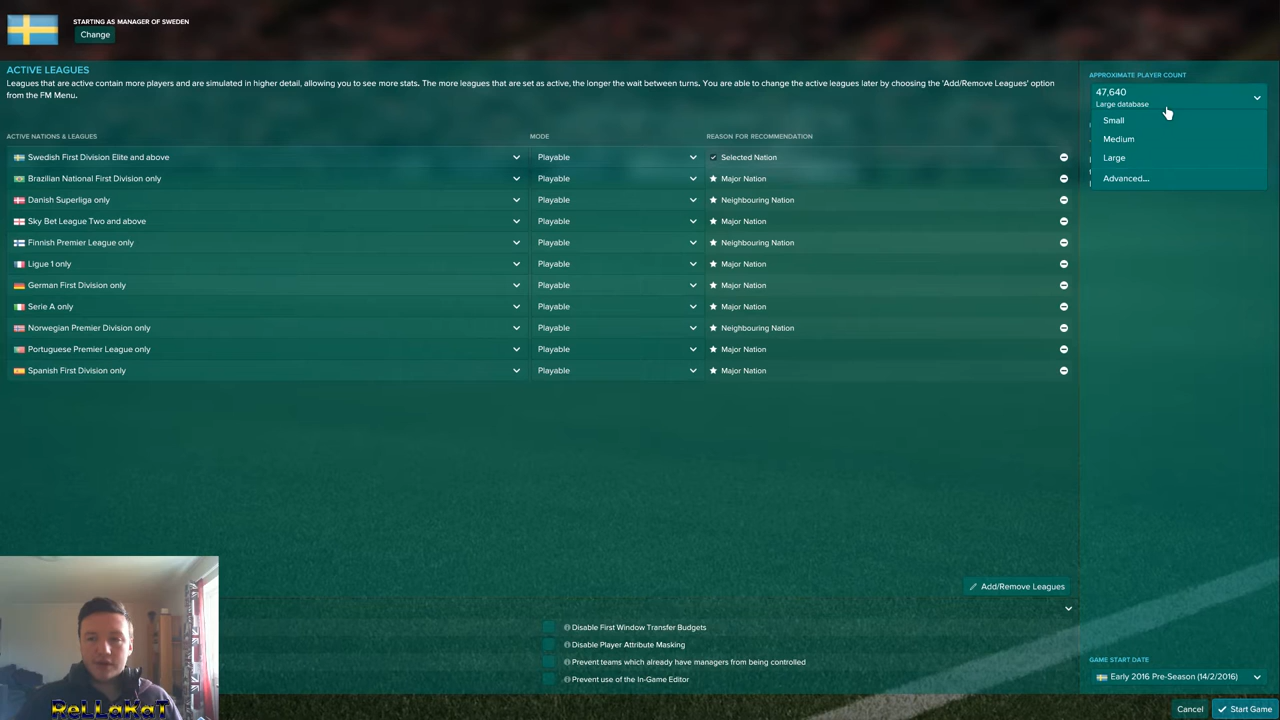 STARTING AS MANAGER OF SWEDEN
Change
ACTIVE LEAGUES
Leagues that are active contain more players and are simulated in higher detail, allowing you to see more stats. The more leagues that are set as active, the longer the wait between turns. You are able to change the active leagues later by choosing the 'Add/Remove Leagues' option
from the FM Menu.
ACTIVE NATIONS & LEAGUES MODE REASON FOR RECOMMENDATION
Swedish First Division Elite and above Playable Selected Nation
Brazilian National First Division only Playable Major Nation
Danish Superliga only Playable Neighbouring Nation
Sky Bet League Two and above Playable Major Nation
Finnish Premier League only Playable Neighbouring Nation
Ligue 1 only Playable Major Nation
German First Division only Playable Major Nation
Serie A only Playable Major Nation
Norwegian Premier Division only Playable Neighbouring Nation
Portuguese Premier League only Playable Major Nation
Spanish First Division only Playable Major Nation
Add/Remove Leagues
Disable First Window Transfer Budgets
Disable Player Attribute Masking
Prevent teams which already have managers from being controlled
Prevent use of the In-Game Editor
APPROXIMATE PLAYER COUNT
47,640
Large database
Small
Medium
Large
Advanced...
GAME START DATE
Early 2016 Pre-Season (14/2/2016)
Cancel Start Game
ReLLaKaT